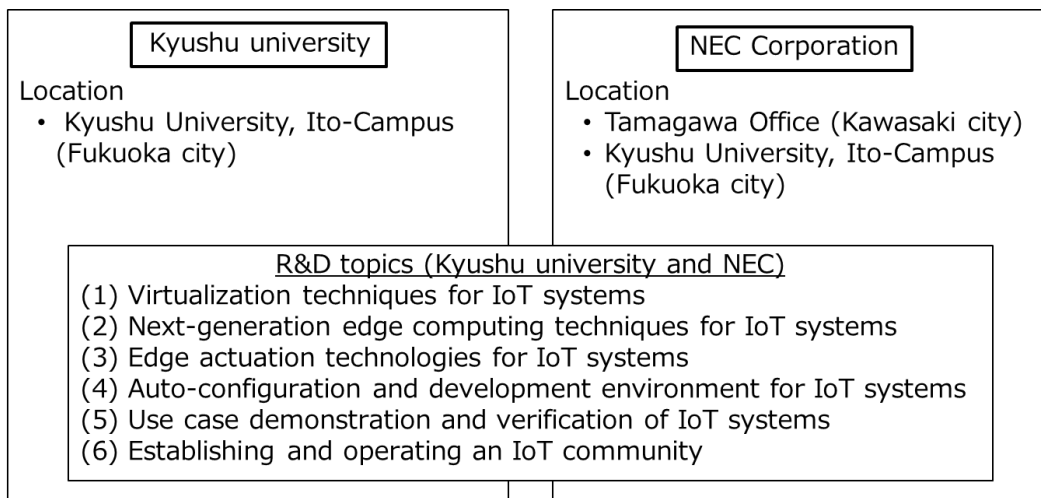 Kyushu university
Location
• Kyushu University, Ito-Campus
(Fukuoka city)
NEC Corporation
Location
• Tamagawa Office (Kawasaki city)
• Kyushu University, Ito-Campus
(Fukuoka city)
R&D topics (Kyushu university and NEC)
(1) Virtualization techniques for IoT systems
(2) Next-generation edge computing techniques for IoT systems
(3) Edge actuation technologies for IoT systems
(4) Auto-configuration and development environment for IoT systems
(5) Use case demonstration and verification of IoT systems
(6) Establishing and operating an IoT community